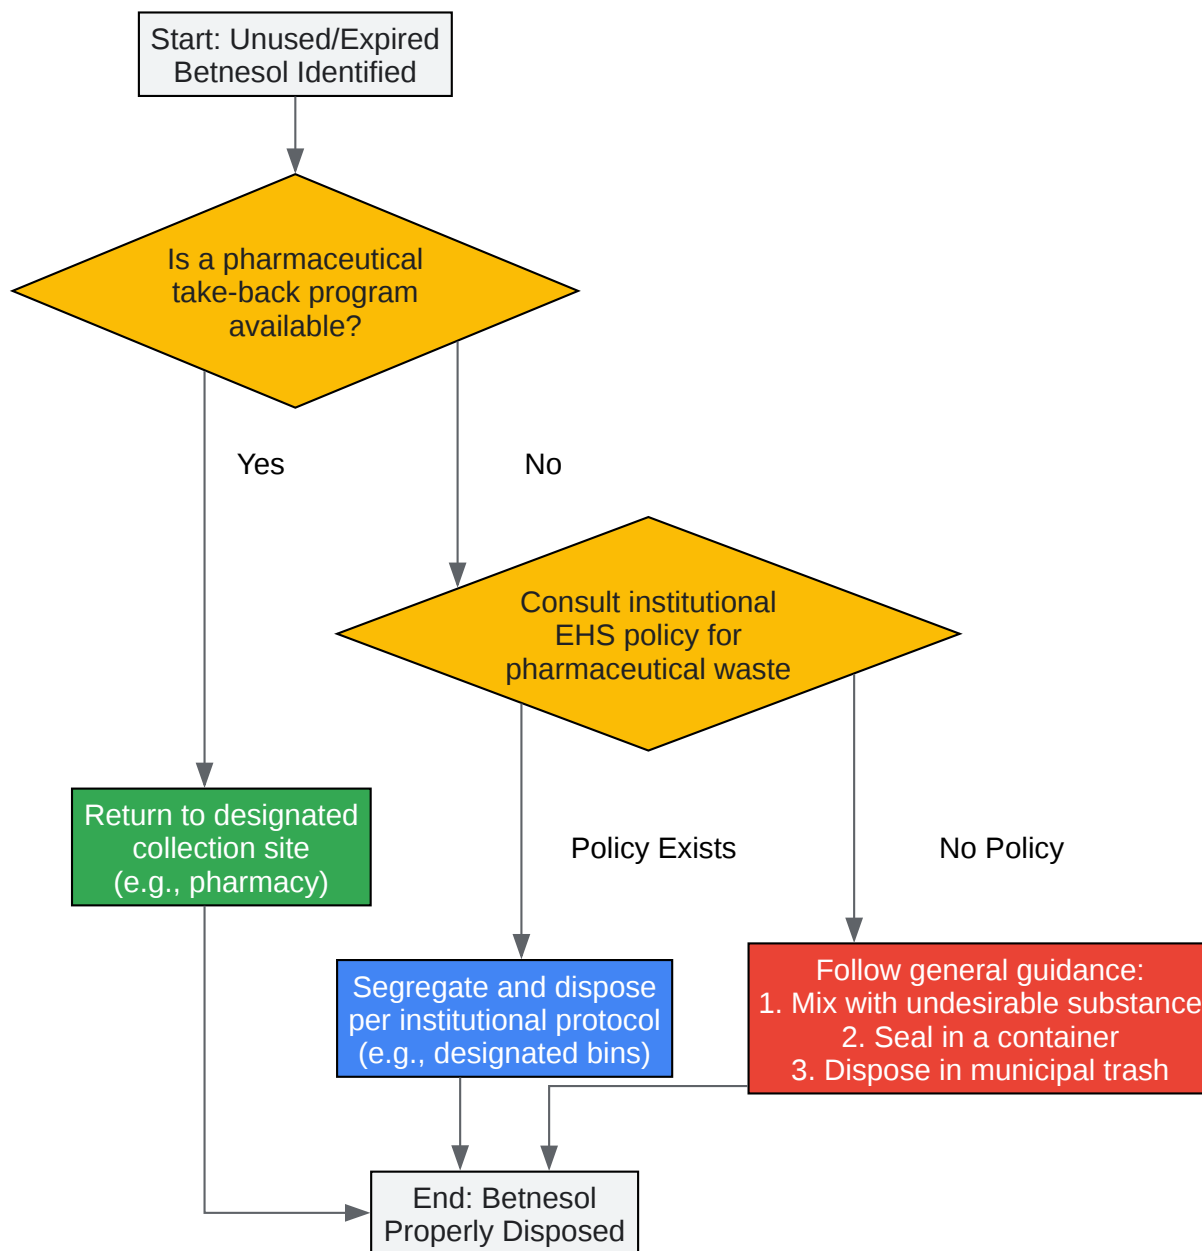 Start: Unused/Expired
Betnesol Identified
Is a pharmaceutical
take-back program
available?
Yes
No
Consult institutional
EHS policy for
pharmaceutical waste
Return to designated
collection site
(e.g., pharmacy)
Policy Exists
No Policy
Segregate and dispose
per institutional protocol
(e.g., designated bins)
Follow general guidance:
1. Mix with undesirable substance
2. Seal in a container
3. Dispose in municipal trash
End: Betnesol
Properly Disposed